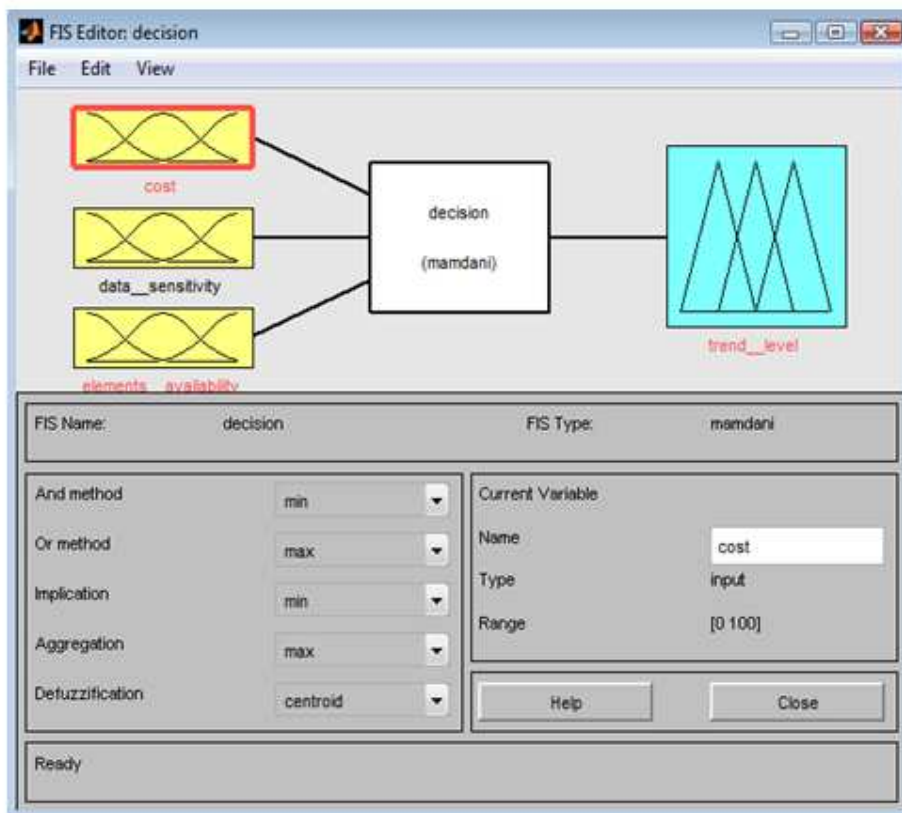 FIS Editor: decision
File Edit View
cost
data__sensitivity
elements__availability
decision
(mamdani)
trend__level
FIS Name: decision FIS Type: mamdani
And method min
Or method max
Implication min
Aggregation max
Defuzzification centroid
Current Variable
Name cost
Type input
Range [0 100]
Help Close
Ready